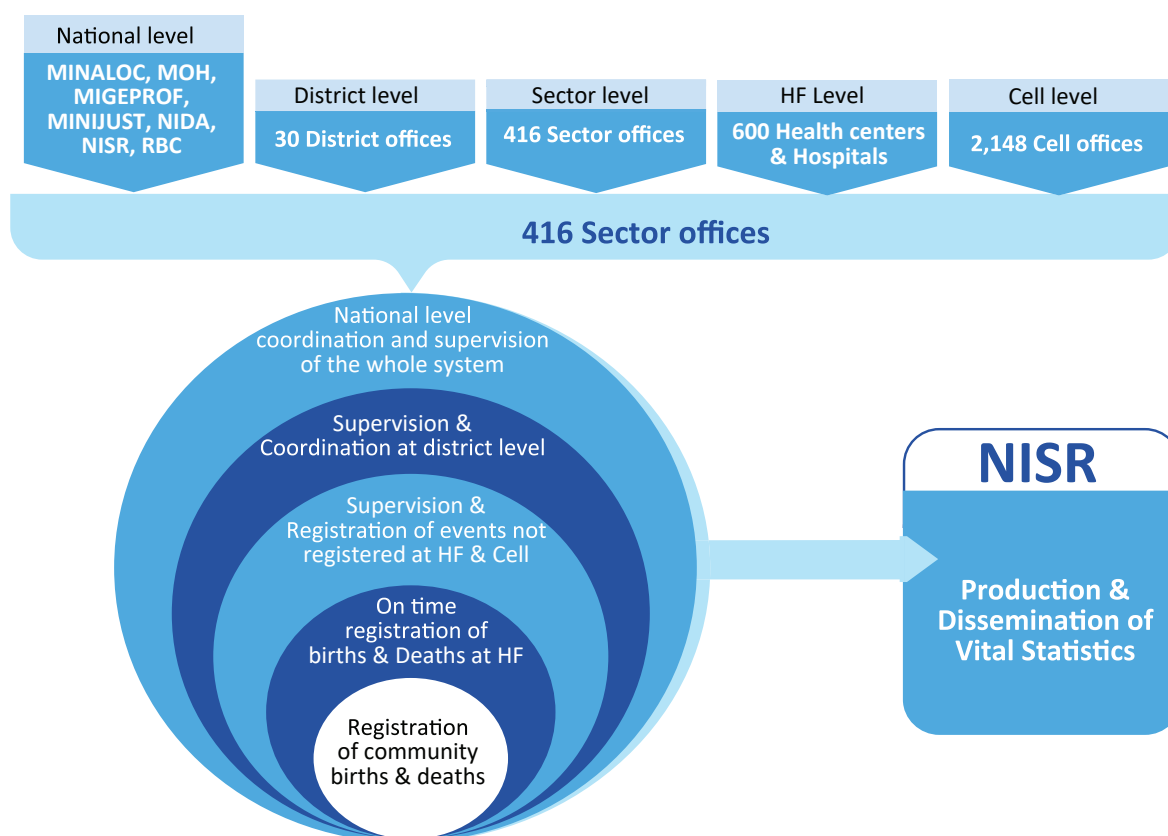 National level
MINALOC, MOH,
MIGEPROF,
MINIJUST, NIDA,
NISR, RBC
District level
30 District offices
Sector level
416 Sector offices
HF Level
600 Health centers
& Hospitals
Cell level
2,148 Cell offices
416 Sector offices
National level
coordination and supervision
of the whole system
Supervision &
Coordination at district level
Supervision &
Registration of events not
registered at HF & Cell
On time
registration of
births & Deaths at HF
Registration
of community
births & deaths
NISR
Production &
Dissemination of
Vital Statistics